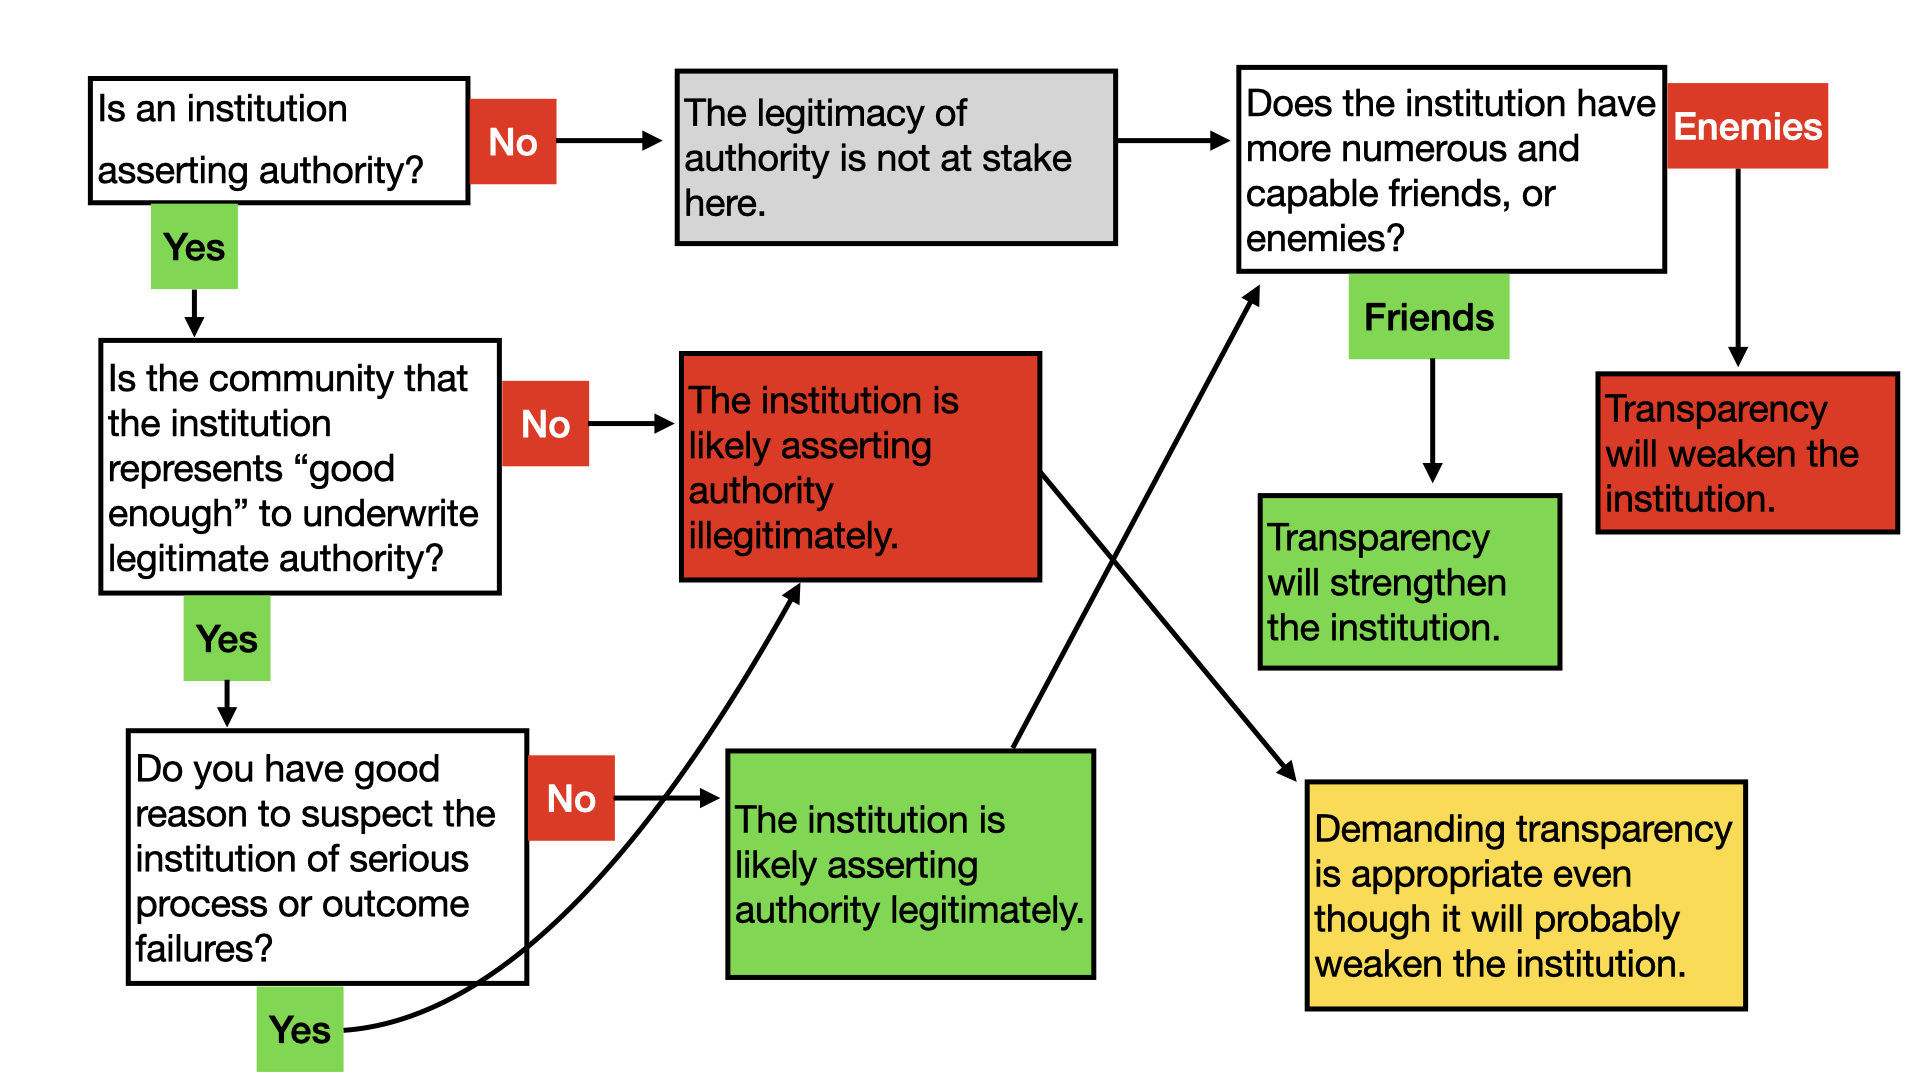 Is an institution
asserting authority?
No
Yes
The legitimacy of
authority is not at stake
here.
Does the institution have
more numerous and
capable friends, or
enemies?
Enemies
Friends
Is the community that
the institution
represents “good
enough” to underwrite
legitimate authority?
No
Yes
The institution is
likely asserting
authority
illegitimately.
Transparency
will weaken the
institution.
Transparency
will strengthen
the institution.
Do you have good
reason to suspect the
institution of serious
process or outcome
failures?
No
Yes
The institution is
likely asserting
authority legitimately.
Demanding transparency
is appropriate even
though it will probably
weaken the institution.